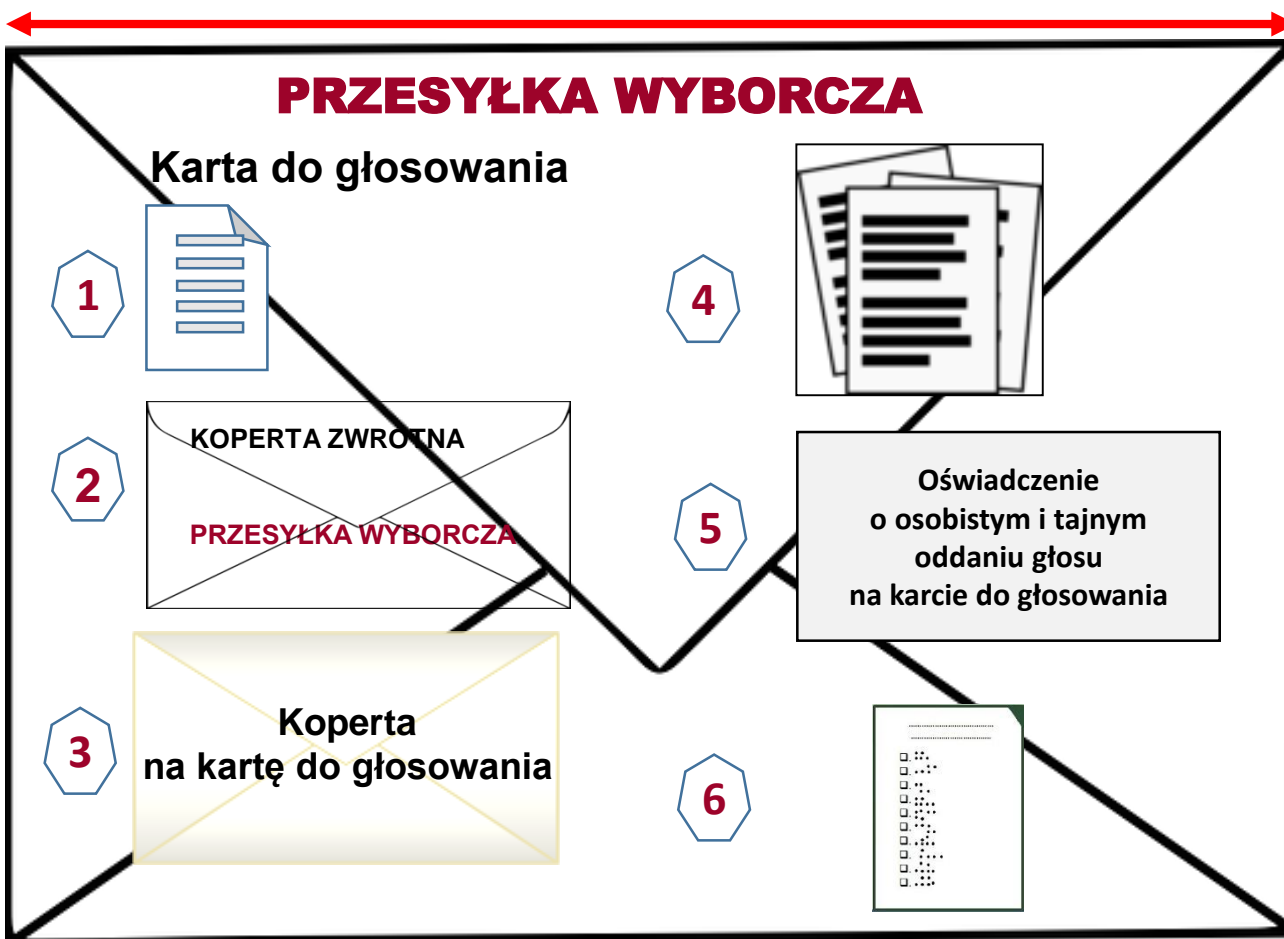 PRZESYŁKA WYBORCZA
Karta do głosowania
1
2
KOPERTA ZWROTNA
PRZESYŁKA WYBORCZA
3
Koperta
na kartę do głosowania
4
5
Oświadczenie
o osobistym i tajnym
oddaniu głosu
na karcie do głosowania
6